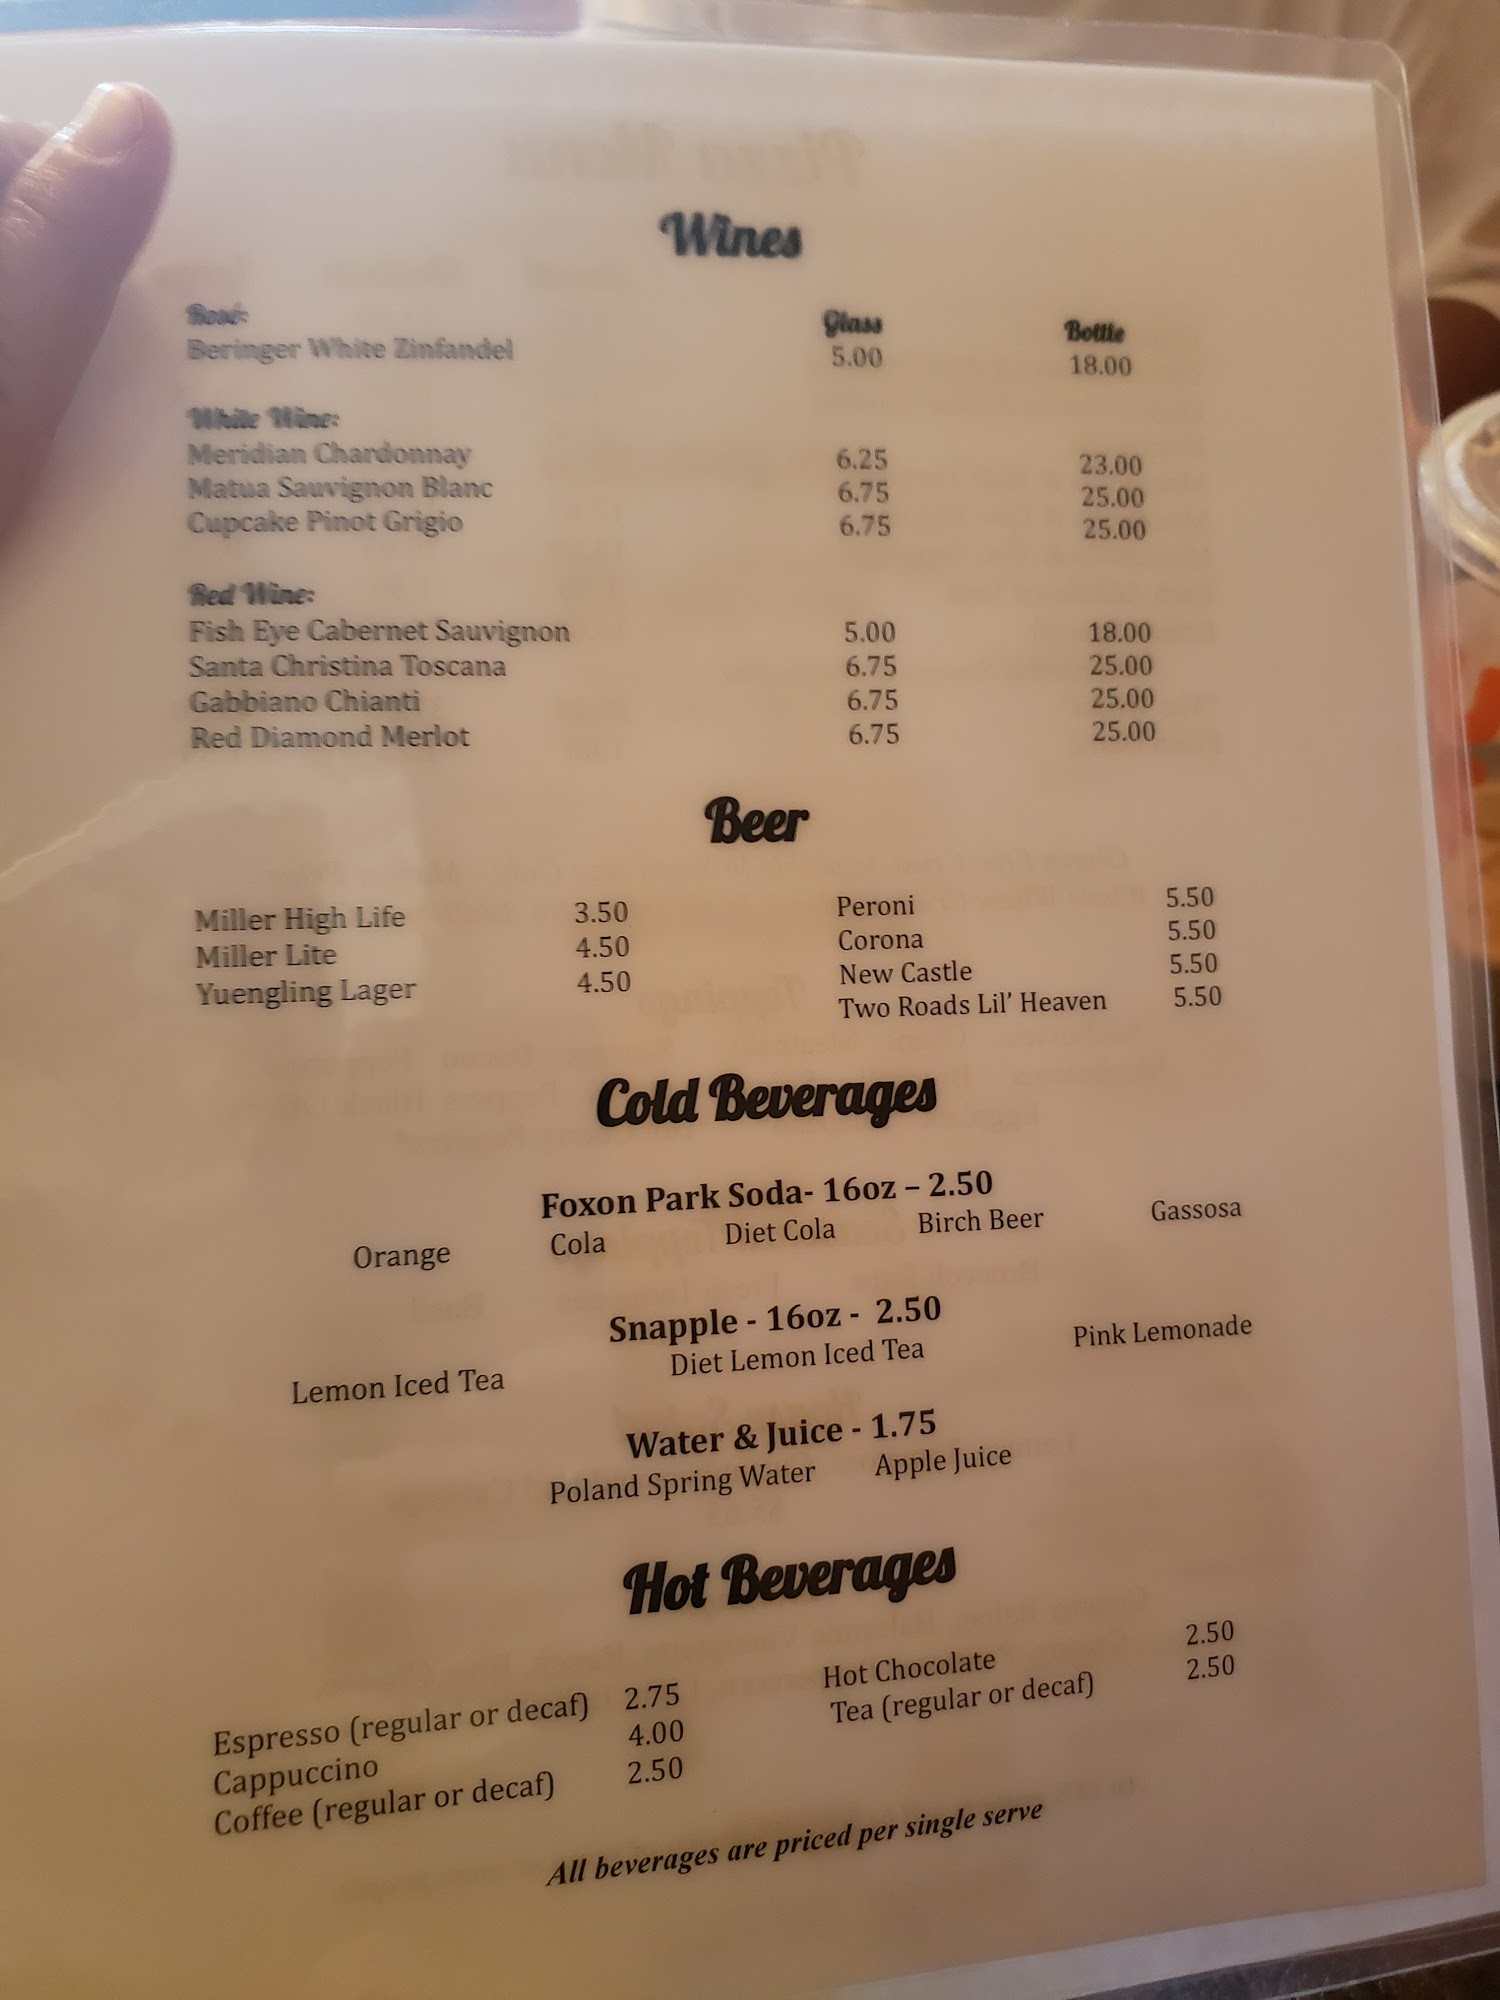 Wines
Rosé: Glass Bottle
Beringer White Zinfandel 5.00 18.00
White Wine:
Meridian Chardonnay 6.25 23.00
Matua Sauvignon Blanc 6.75 25.00
Cupcake Pinot Grigio 6.75 25.00
Red Wine:
Fish Eye Cabernet Sauvignon 5.00 18.00
Santa Christina Toscana 6.75 25.00
Gabbiano Chianti 6.75 25.00
Red Diamond Merlot 6.75 25.00
Beer
Miller High Life 3.50 Peroni 5.50
Miller Lite 4.50 Corona 5.50
Yuengling Lager 4.50 New Castle 5.50
Two Roads Lil' Heaven 5.50
Cold Beverages
Foxon Park Soda- 16oz – 2.50
Orange Cola Diet Cola Birch Beer Gassosa
Snapple - 16oz - 2.50
Lemon Iced Tea Diet Lemon Iced Tea Pink Lemonade
Water & Juice - 1.75
Poland Spring Water Apple Juice
Hot Beverages
Espresso (regular or decaf) 2.75 Hot Chocolate 2.50
Cappuccino 4.00 Tea (regular or decaf) 2.50
Coffee (regular or decaf) 2.50
All beverages are priced per single serve